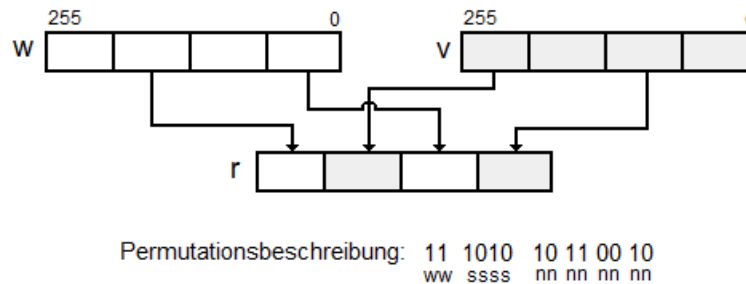 255 0 255
w v
r
Permutationsbeschreibung: 11 1010 10 11 00 10
ww ssss nn nn nn nn